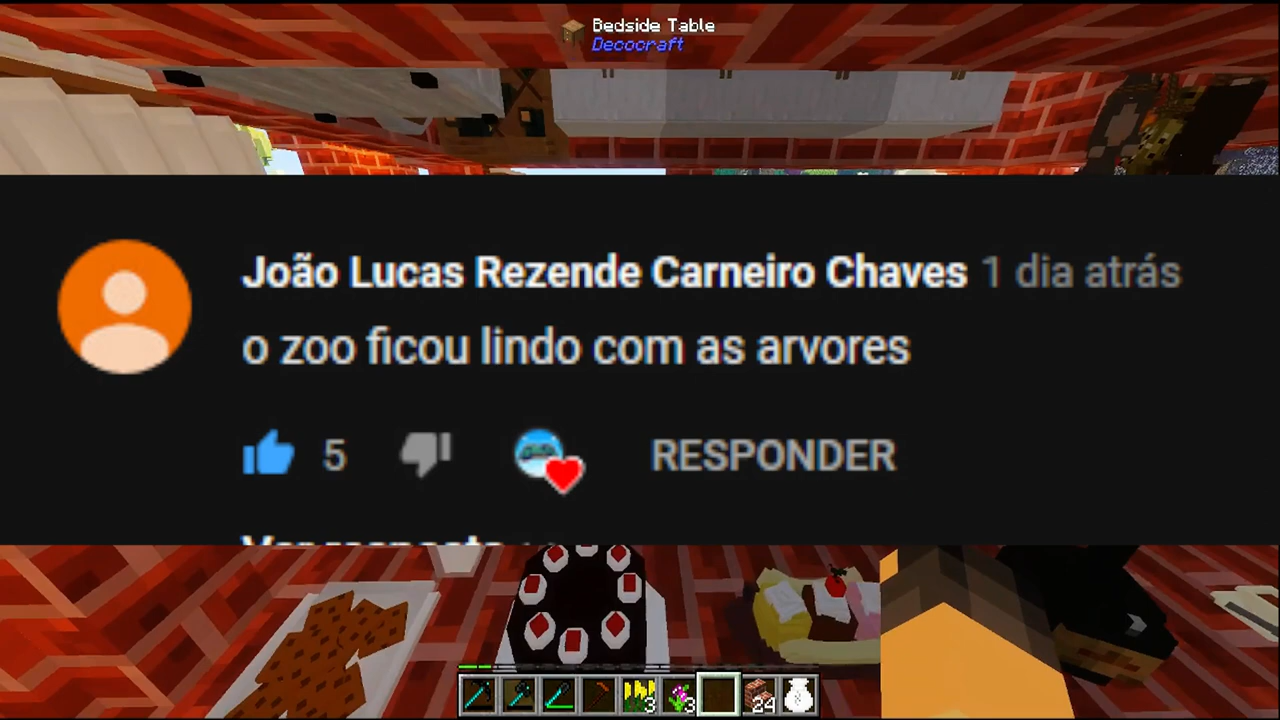 Bedside Table
Decocraft
João Lucas Rezende Carneiro Chaves 1 dia atrás
o zoo ficou lindo com as arvores
5 RESPONDER
3 3 24